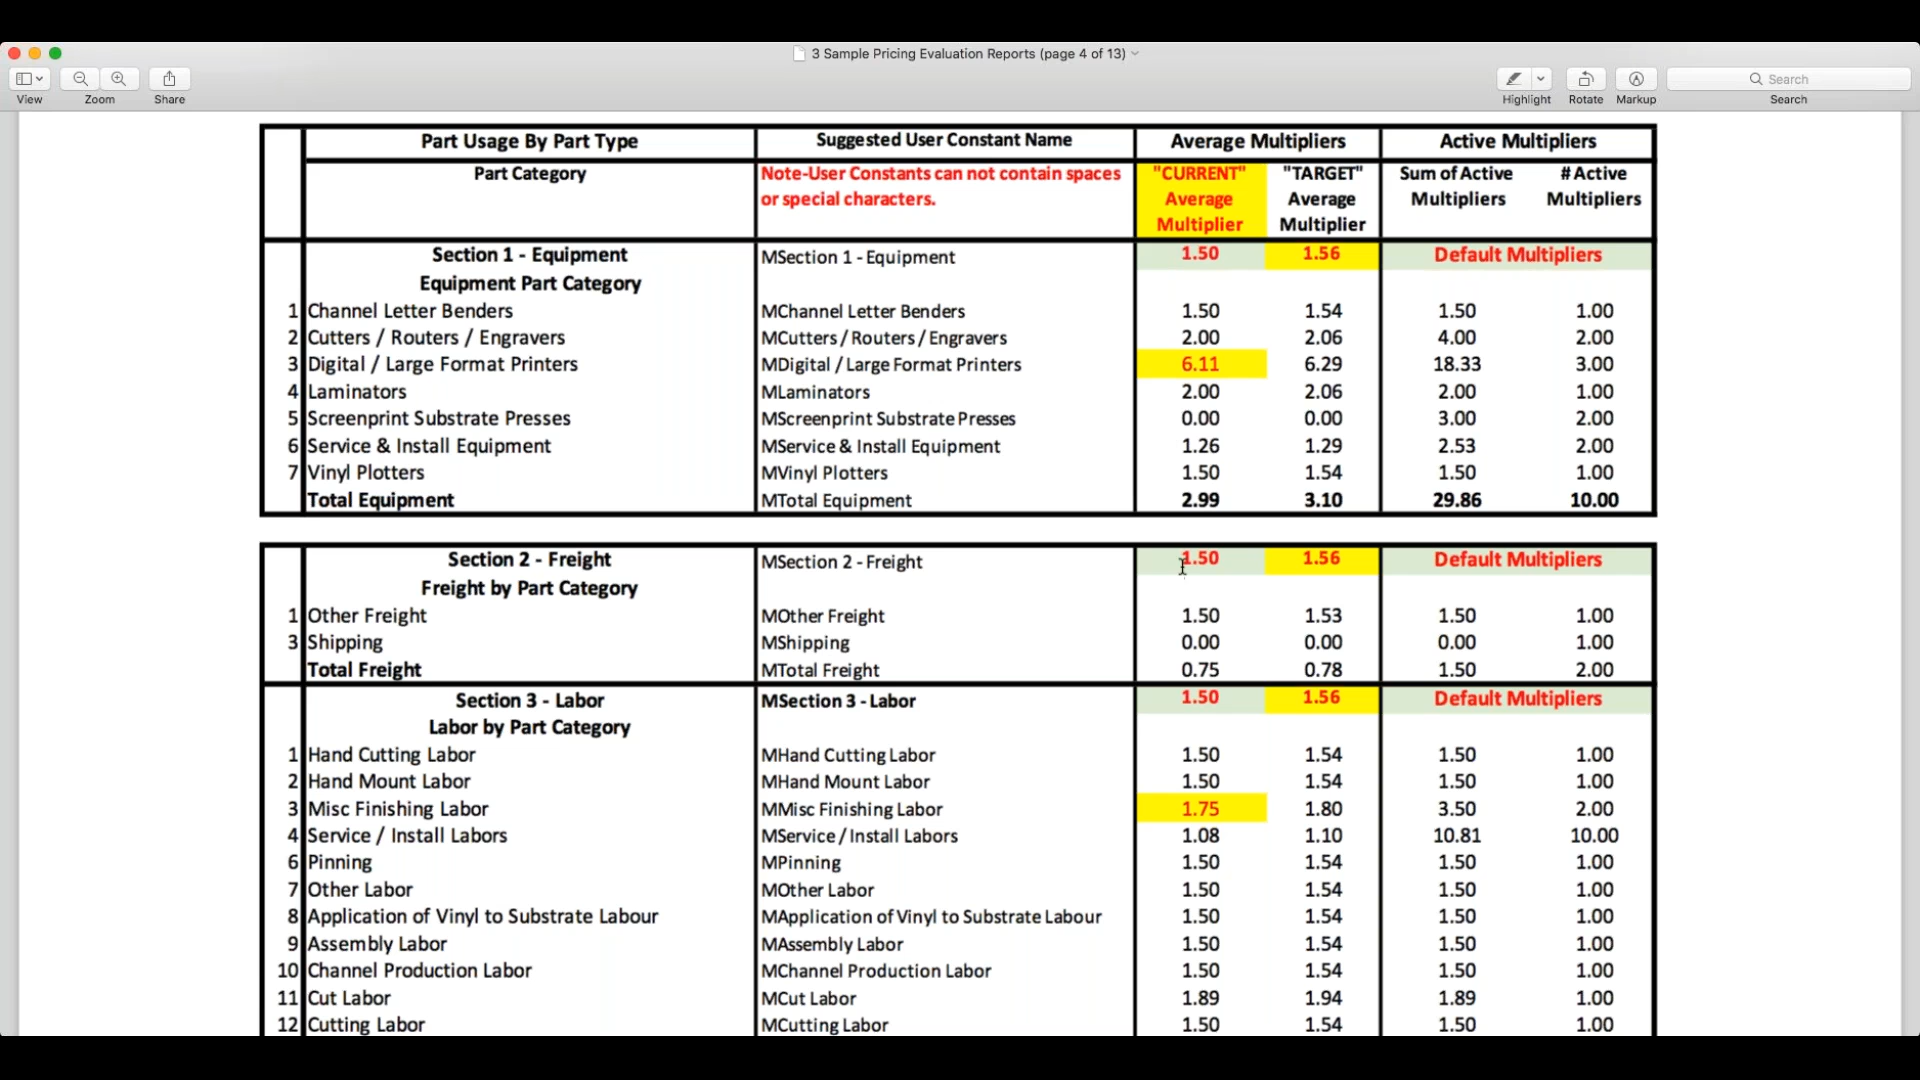 3 Sample Pricing Evaluation Reports (page 4 of 13)
View Zoom Share Highlight Rotate Markup Search
Search
Part Usage By Part Type Suggested User Constant Name Average Multipliers Active Multipliers
Part Category Note-User Constants can not contain spaces "CURRENT" "TARGET" Sum of Active # Active
or special characters. Average Average Multipliers Multipliers
Multiplier Multiplier
Section 1 - Equipment MSection 1 - Equipment 1.50 1.56 Default Multipliers
Equipment Part Category
1 Channel Letter Benders MChannel Letter Benders 1.50 1.54 1.50 1.00
2 Cutters / Routers / Engravers MCutters / Routers / Engravers 2.00 2.06 4.00 2.00
3 Digital / Large Format Printers MDigital / Large Format Printers 6.11 6.29 18.33 3.00
4 Laminators MLaminators 2.00 2.06 2.00 1.00
5 Screenprint Substrate Presses MScreenprint Substrate Presses 0.00 0.00 3.00 2.00
6 Service & Install Equipment MService & Install Equipment 1.26 1.29 2.53 2.00
7 Vinyl Plotters MVinyl Plotters 1.50 1.54 1.50 1.00
Total Equipment MTotal Equipment 2.99 3.10 29.86 10.00
Section 2 - Freight MSection 2 - Freight 1.50 1.56 Default Multipliers
Freight by Part Category
1 Other Freight MOther Freight 1.50 1.53 1.50 1.00
3 Shipping MShipping 0.00 0.00 0.00 1.00
Total Freight MTotal Freight 0.75 0.78 1.50 2.00
Section 3 - Labor MSection 3 - Labor 1.50 1.56 Default Multipliers
Labor by Part Category
1 Hand Cutting Labor MHand Cutting Labor 1.50 1.54 1.50 1.00
2 Hand Mount Labor MHand Mount Labor 1.50 1.54 1.50 1.00
3 Misc Finishing Labor MMisc Finishing Labor 1.75 1.80 3.50 2.00
4 Service / Install Labors MService / Install Labors 1.08 1.10 10.81 10.00
6 Pinning MPinning 1.50 1.54 1.50 1.00
7 Other Labor MOther Labor 1.50 1.54 1.50 1.00
8 Application of Vinyl to Substrate Labour MApplication of Vinyl to Substrate Labour 1.50 1.54 1.50 1.00
9 Assembly Labor MAssembly Labor 1.50 1.54 1.50 1.00
10 Channel Production Labor MChannel Production Labor 1.50 1.54 1.50 1.00
11 Cut Labor MCut Labor 1.89 1.94 1.89 1.00
12 Cutting Labor MCutting Labor 1.50 1.54 1.50 1.00